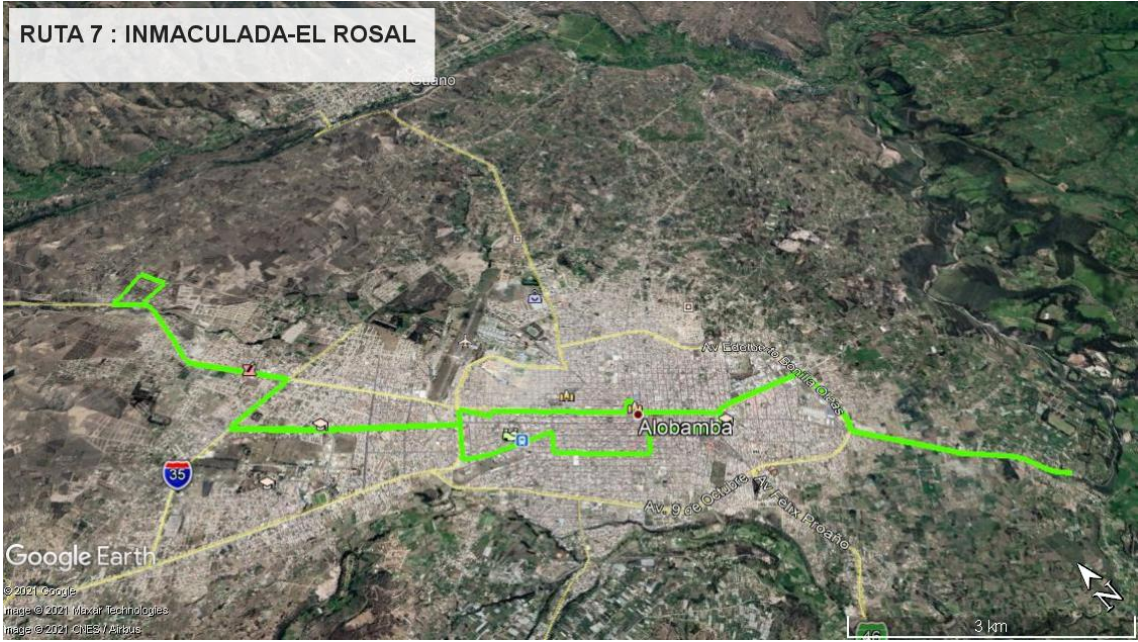 RUTA 7 : INMACULADA-EL ROSAL
Guano
Av. Edelberto Bonilla Oleas
Alobamba
35
Av. 9 de Octubre
Av Felix Proaño
Google Earth
© 2021 Google
Image © 2021 Maxar Technologies
Image © 2021 CNES / Airbus
N
3 km
46